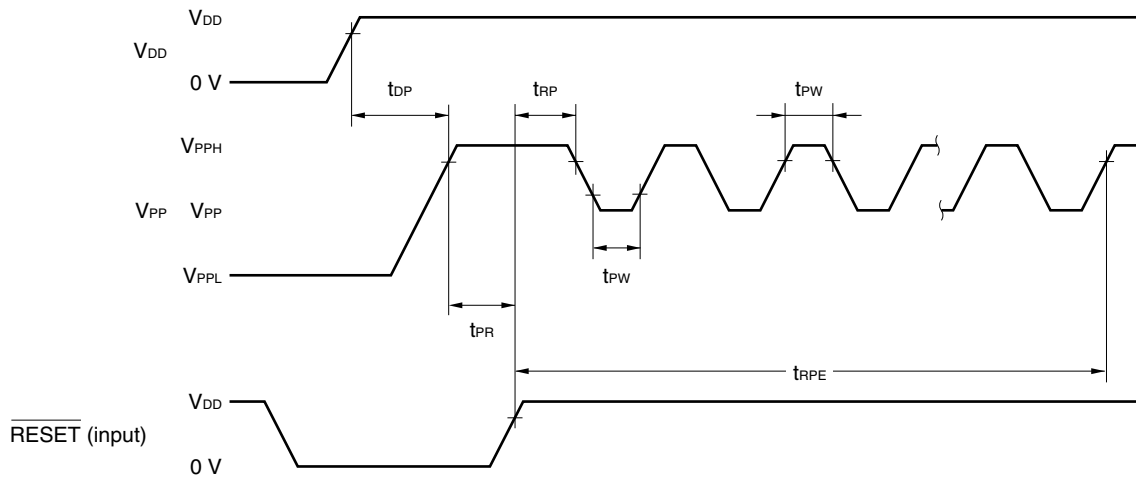 VDD
VDD
0 V
tDP
tRP
tPW
VPPH
VPP VPP
VPPL
tPW
tPR
tRPE
VDD
RESET (input)
0 V